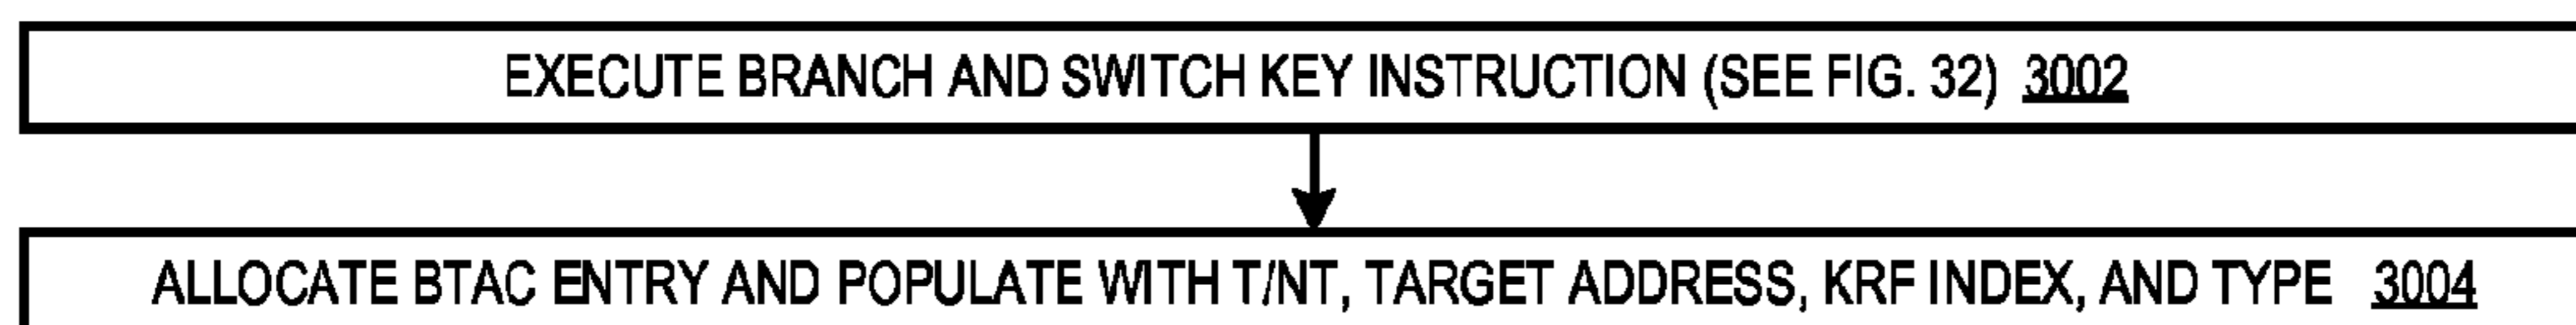 EXECUTE BRANCH AND SWITCH KEY INSTRUCTION (SEE FIG. 32) 3002
ALLOCATE BTAC ENTRY AND POPULATE WITH T/NT, TARGET ADDRESS, KRF INDEX, AND TYPE 3004